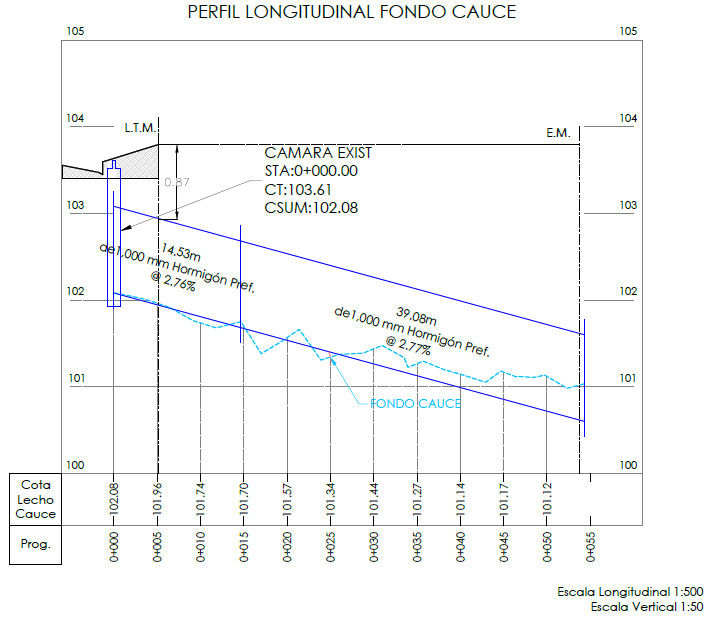 PERFIL LONGITUDINAL FONDO CAUCE
105
105
104
104
L.T.M.
E.M.
CAMARA EXIST
STA:0+000.00
CT:103.61
CSUM:102.08
0.87
103
103
14.53m
de1,000 mm Hormigón Pref.
@ 2.76%
102
102
39.08m
de1,000 mm Hormigón Pref.
@ 2.77%
101
101
FONDO CAUCE
100
100
Cota
Lecho
Cauce
102.08
101.96
101.74
101.70
101.57
101.34
101.44
101.27
101.14
101.17
101.12
Prog.
0+000
0+005
0+010
0+015
0+020
0+025
0+030
0+035
0+040
0+045
0+050
0+055
Escala Longitudinal 1:500
Escala Vertical 1:50